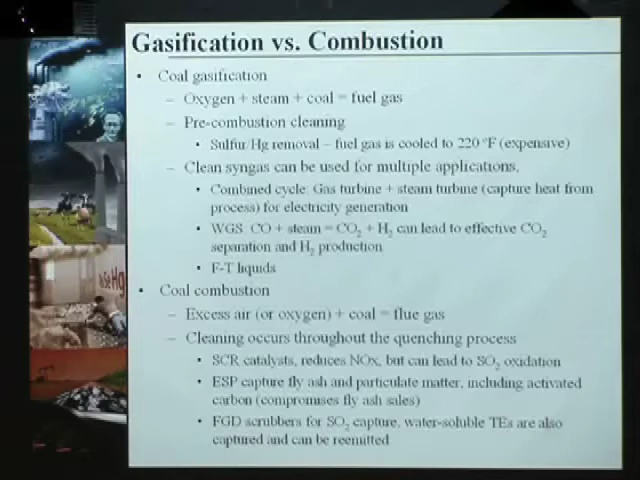 Gasification vs. Combustion
• Coal gasification
– Oxygen + steam + coal = fuel gas
– Pre-combustion cleaning
• Sulfur/Hg removal – fuel gas is cooled to 220 °F (expensive)
– Clean syngas can be used for multiple applications,
• Combined cycle: Gas turbine + steam turbine (capture heat from
process) for electricity generation
• WGS: CO + steam = CO₂ + H₂ can lead to effective CO₂
separation and H₂ production
• F-T liquids
• Coal combustion
– Excess air (or oxygen) + coal = flue gas
– Cleaning occurs throughout the quenching process
• SCR catalysts, reduces NOx, but can lead to SO₂ oxidation
• ESP capture fly ash and particulate matter, including activated
carbon (compromises fly ash sales)
• FGD scrubbers for SO₂ capture, water-soluble TEs are also
captured and can be reemitted
Se Hg